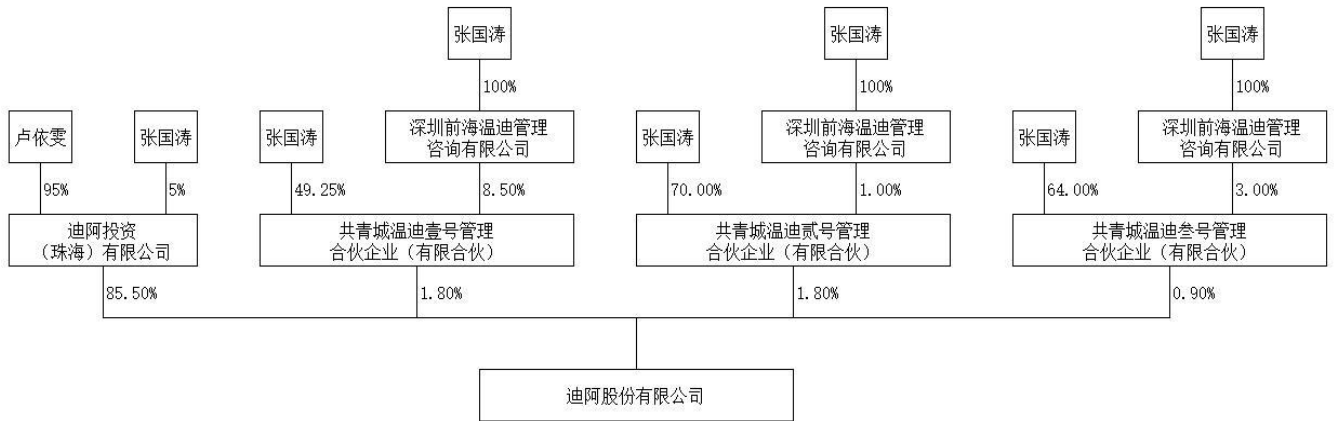 张国涛
张国涛
张国涛
100%
100%
100%
卢依雯
张国涛
张国涛
深圳前海温迪管理
咨询有限公司
张国涛
深圳前海温迪管理
咨询有限公司
张国涛
深圳前海温迪管理
咨询有限公司
95%
5%
49.25%
8.50%
70.00%
1.00%
64.00%
3.00%
迪阿投资
（珠海）有限公司
共青城温迪壹号管理
合伙企业（有限合伙）
共青城温迪贰号管理
合伙企业（有限合伙）
共青城温迪叁号管理
合伙企业（有限合伙）
85.50%
1.80%
1.80%
0.90%
迪阿股份有限公司